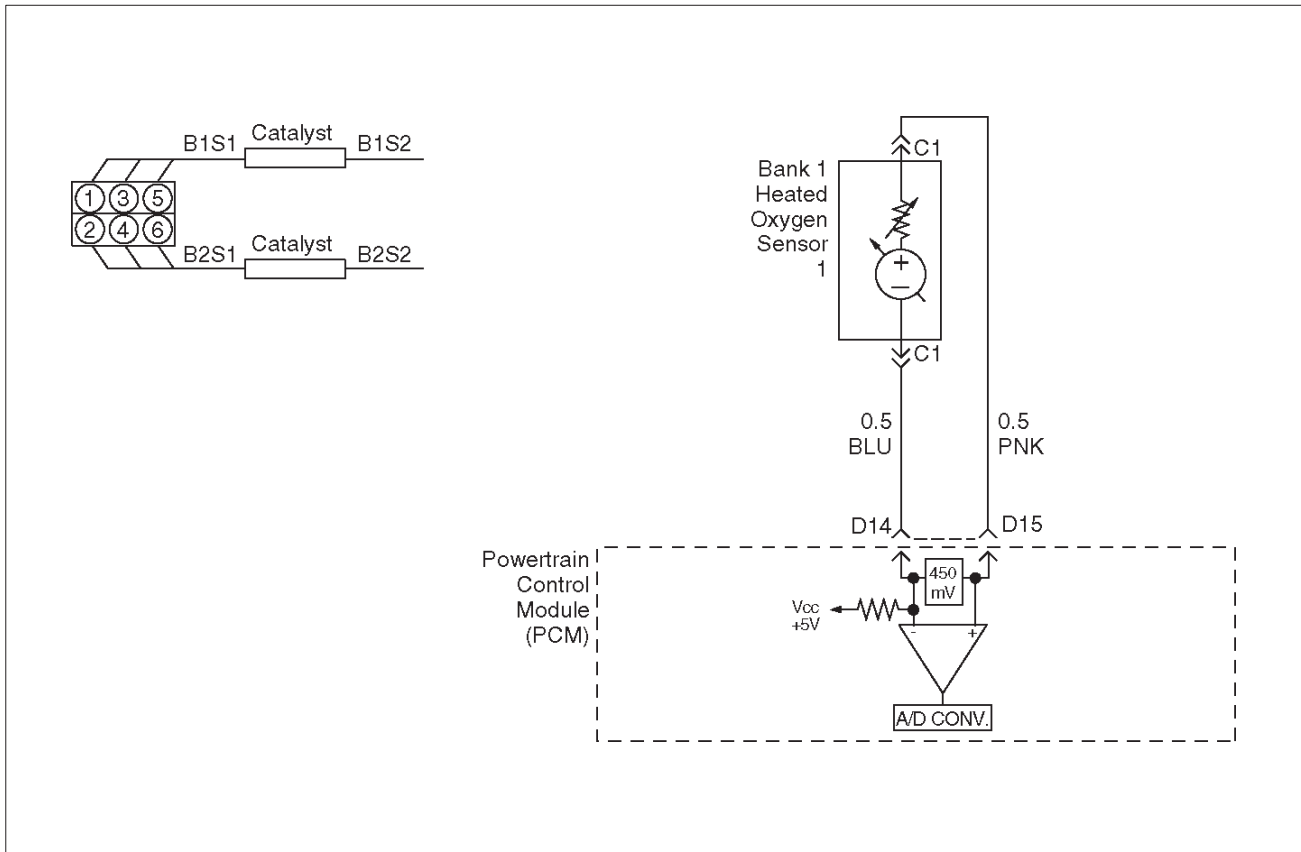 B1S1 Catalyst B1S2
1 3 5
2 4 6
B2S1 Catalyst B2S2
C1
Bank 1
Heated
Oxygen
Sensor
1
+
−
C1
0.5
BLU
0.5
PNK
D14
D15
Powertrain
Control
Module
(PCM)
450
mV
Vcc
+5V
- +
A/D CONV.